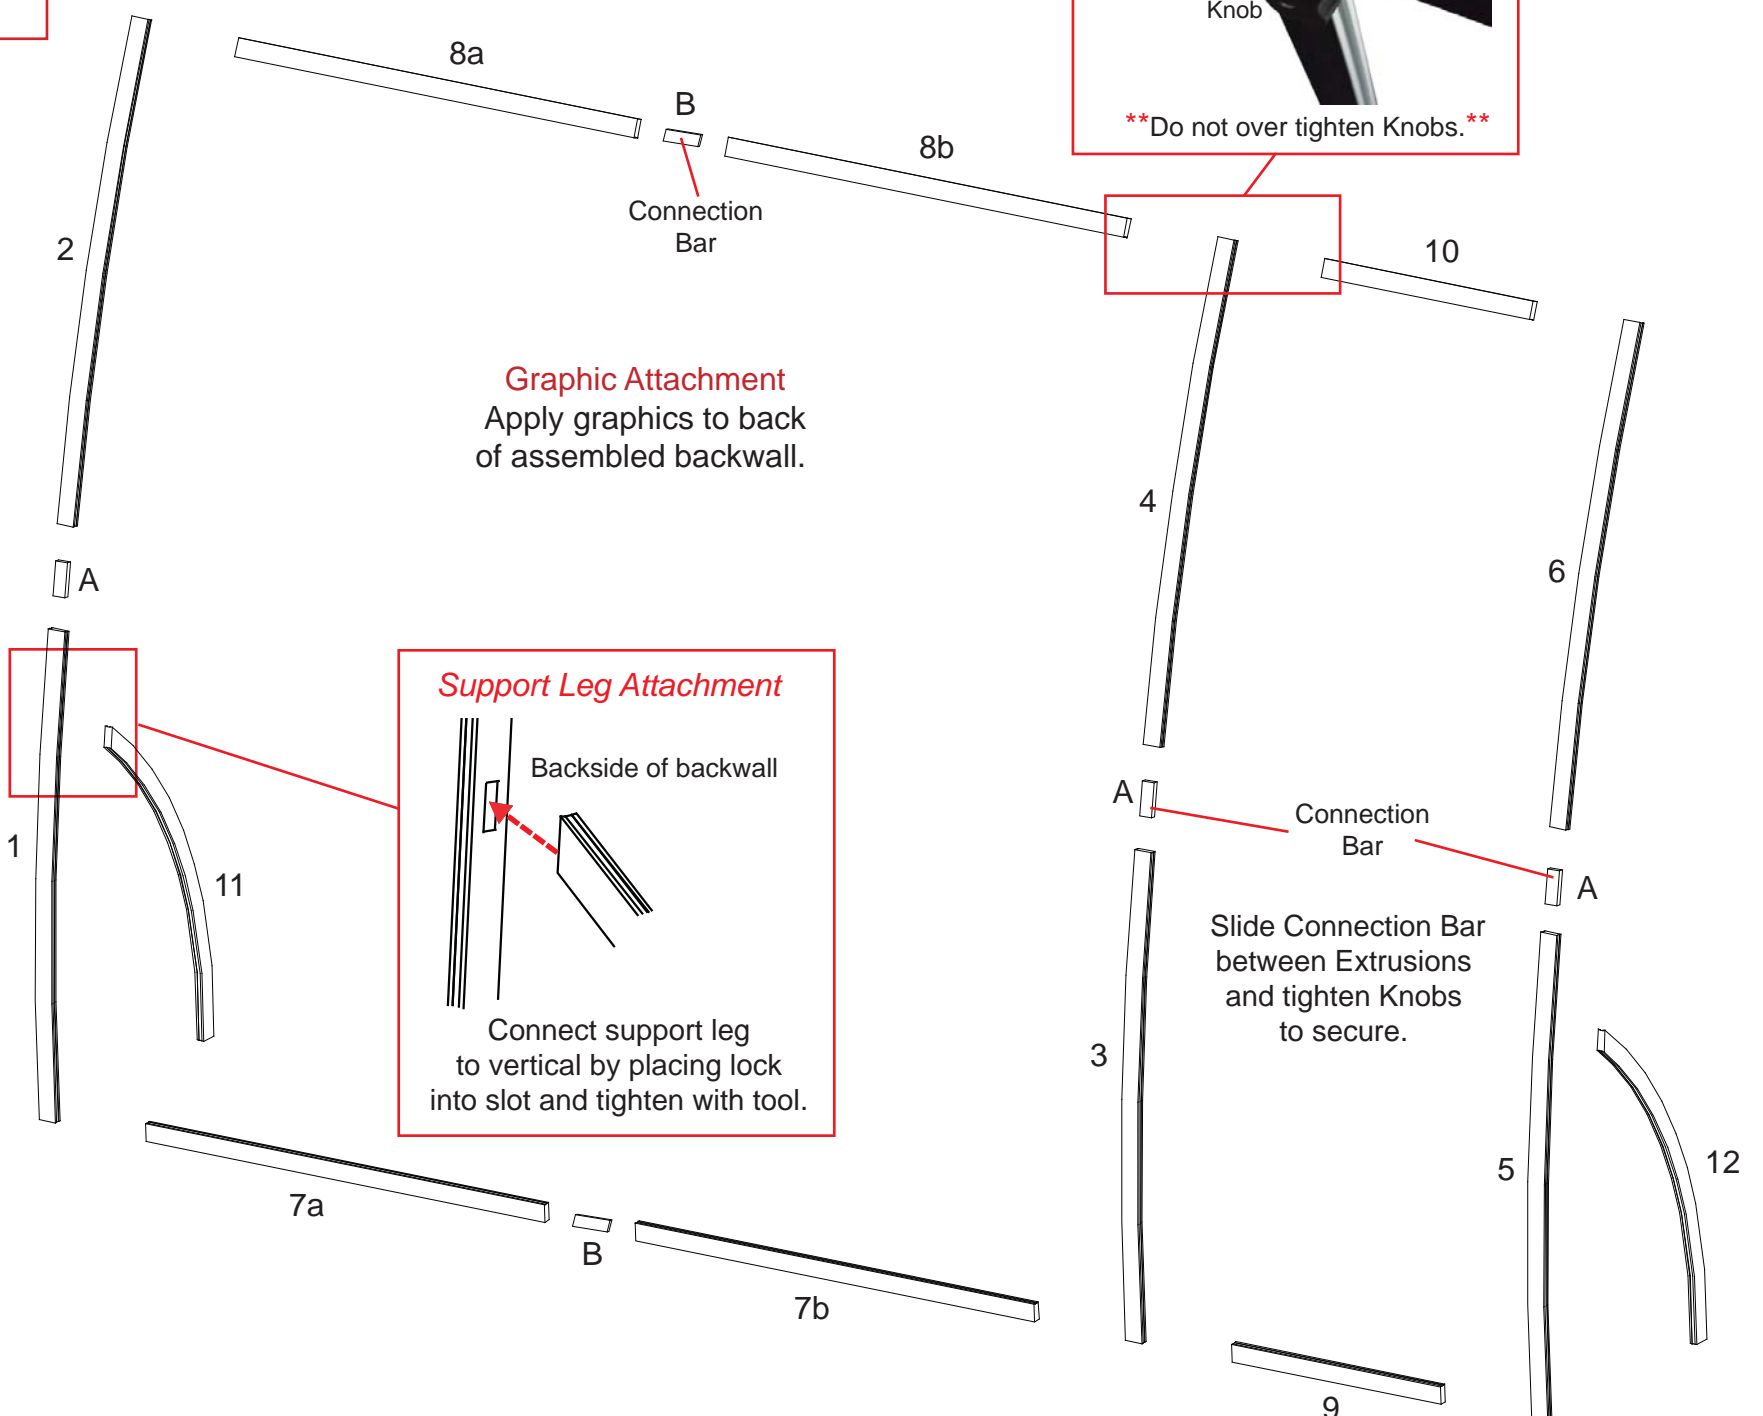 Knob
**Do not over tighten Knobs.**
8a
B
8b
Connection
Bar
2
10
Graphic Attachment
Apply graphics to back
of assembled backwall.
4
6
A
Support Leg Attachment
Backside of backwall
Connect support leg
to vertical by placing lock
into slot and tighten with tool.
1
11
A
Connection
Bar
A
Slide Connection Bar
between Extrusions
and tighten Knobs
to secure.
3
5
12
7a
B
7b
9